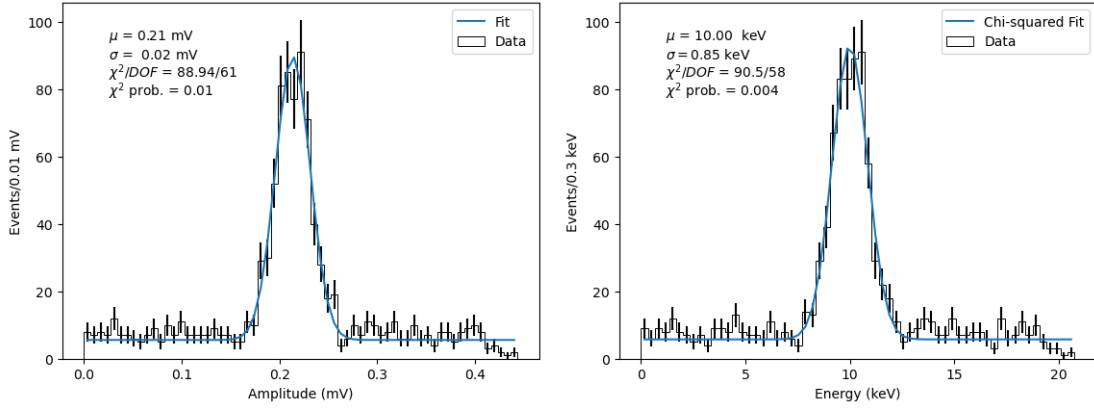 μ = 0.21 mV
σ = 0.02 mV
χ²/DOF = 88.94/61
χ² prob. = 0.01
Fit
Data
Events/0.01 mV
100
80
60
40
20
0
0.0 0.1 0.2 0.3 0.4
Amplitude (mV)
μ = 10.00 keV
σ = 0.85 keV
χ²/DOF = 90.5/58
χ² prob. = 0.004
Chi-squared Fit
Data
Events/0.3 keV
100
80
60
40
20
0
0 5 10 15 20
Energy (keV)